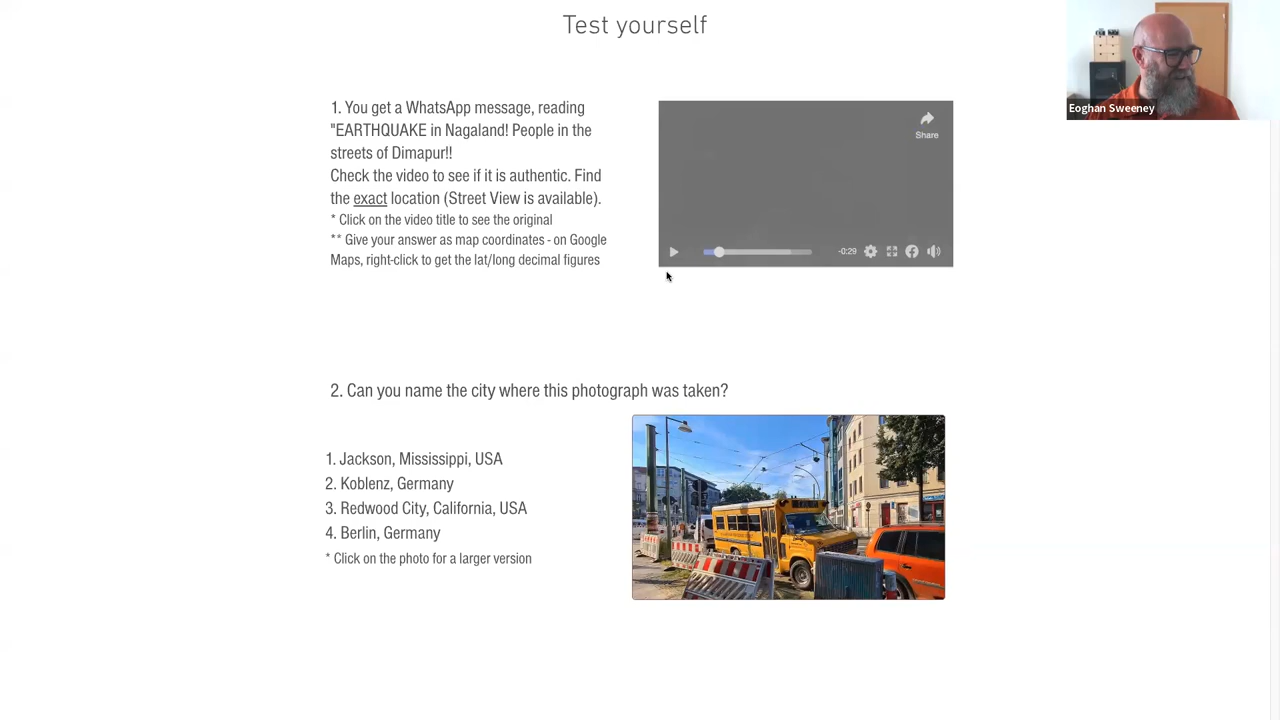 Test yourself
Eoghan Sweeney
1. You get a WhatsApp message, reading
"EARTHQUAKE in Nagaland! People in the
streets of Dimapur!!
Check the video to see if it is authentic. Find
the exact location (Street View is available).
* Click on the video title to see the original
** Give your answer as map coordinates - on Google
Maps, right-click to get the lat/long decimal figures
Share
-0:29
2. Can you name the city where this photograph was taken?
1. Jackson, Mississippi, USA
2. Koblenz, Germany
3. Redwood City, California, USA
4. Berlin, Germany
* Click on the photo for a larger version